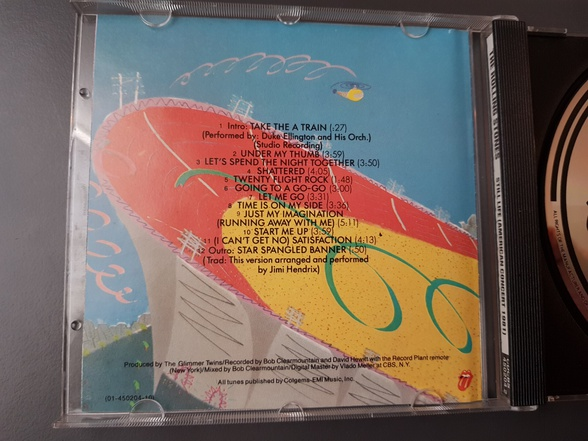 1 Intro: TAKE THE A TRAIN (:27)
(Performed by: Duke Ellington and His Orch.)
(Studio Recording)
2 UNDER MY THUMB (3:59)
3 LET'S SPEND THE NIGHT TOGETHER (3:50)
4 SHATTERED (4:05)
5 TWENTY FLIGHT ROCK (1:48)
6 GOING TO A GO-GO (3:00)
7 LET ME GO (3:31)
8 TIME IS ON MY SIDE (3:36)
9 JUST MY IMAGINATION
(RUNNING AWAY WITH ME) (5:11)
10 START ME UP (3:59)
11 (I CAN'T GET NO) SATISFACTION (4:13)
12 Outro: STAR SPANGLED BANNER (:50)
(Trad: This version arranged and performed
by Jimi Hendrix)
Produced by The Glimmer Twins/Recorded by Bob Clearmountain and David Hewitt with the Record Plant remote
(New York)/Mixed by Bob Clearmountain/Digital Master by Vlado Meller at CBS, N.Y.
All tunes published by Colgems-EMI Music, Inc.
(01-450204-10)
THE ROLLING STONES STILL LIFE (AMERICAN CONCERT 1981)